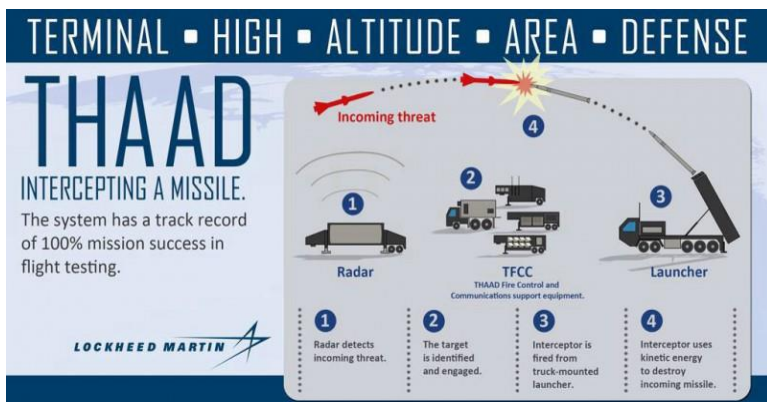 TERMINAL ▪ HIGH ▪ ALTITUDE ▪ AREA ▪ DEFENSE
THAAD
INTERCEPTING A MISSILE.
The system has a track record
of 100% mission success in
flight testing.
LOCKHEED MARTIN
Incoming threat
4
1
2
3
Radar
TFCC
THAAD Fire Control and
Communications support equipment.
Launcher
1
Radar detects
incoming threat.
2
The target
is identified
and engaged.
3
Interceptor is
fired from
truck-mounted
launcher.
4
Interceptor uses
kinetic energy
to destroy
incoming missile.